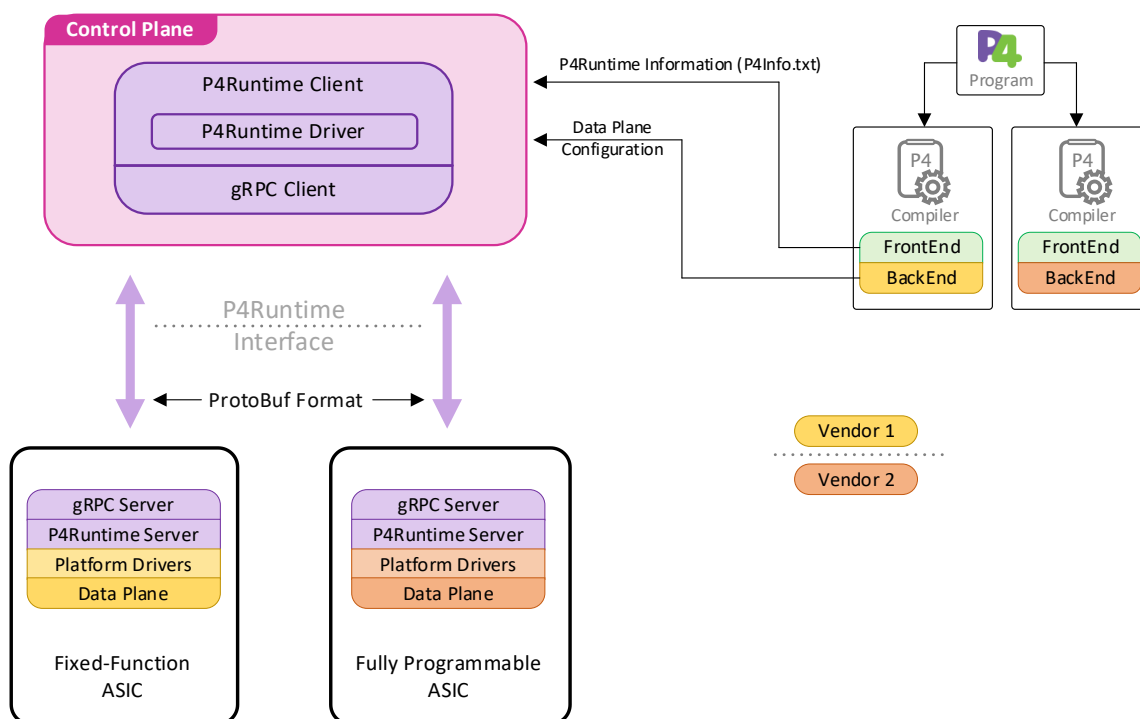 Control Plane
P4Runtime Client
P4Runtime Driver
gRPC Client
P4Runtime Information (P4Info.txt)
Data Plane
Configuration
P4
Program
P4
Compiler
FrontEnd
BackEnd
P4
Compiler
FrontEnd
BackEnd
P4Runtime
Interface
ProtoBuf Format
Vendor 1
Vendor 2
gRPC Server
P4Runtime Server
Platform Drivers
Data Plane
Fixed-Function
ASIC
gRPC Server
P4Runtime Server
Platform Drivers
Data Plane
Fully Programmable
ASIC